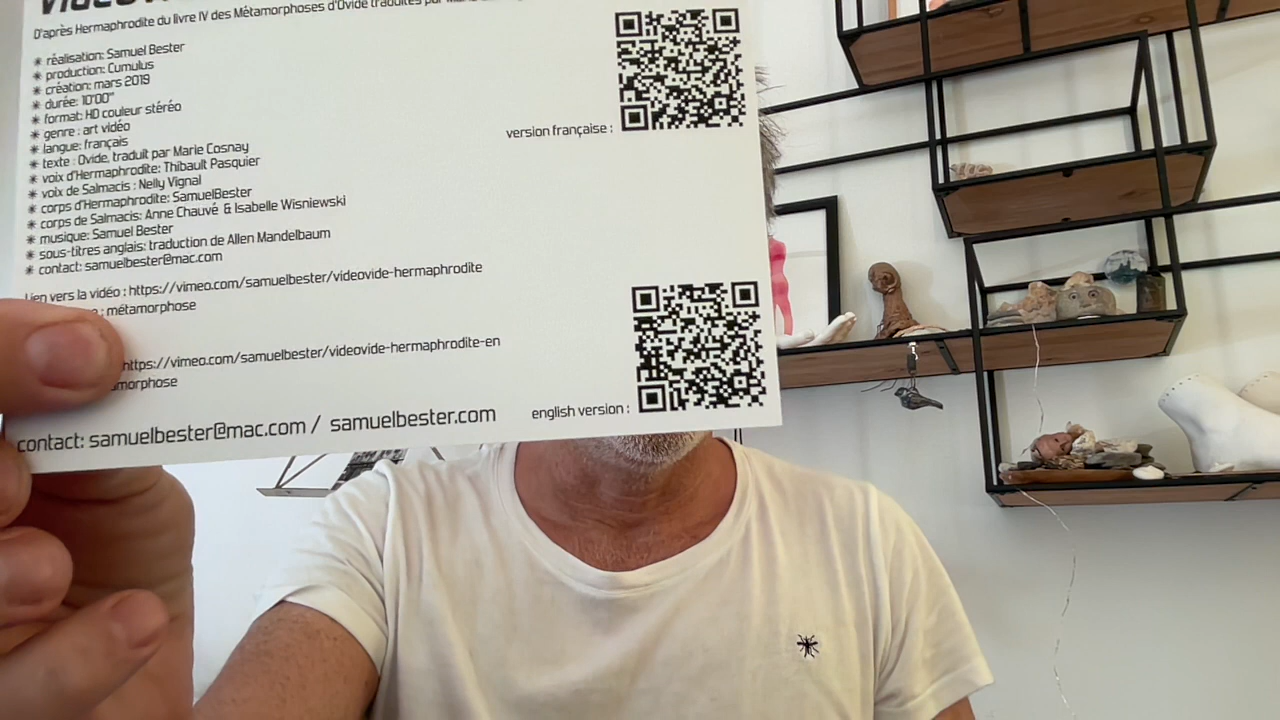 D'après Hermaphrodite du livre IV des Métamorphoses d'Ovide traduites par
✳ réalisation: Samuel Bester
✳ production: Cumulus
✳ création: mars 2019
✳ durée: 10'00''
✳ format: HD couleur stéréo
✳ genre : art vidéo
✳ langue: français
✳ texte : Ovide, traduit par Marie Cosnay
✳ voix d'Hermaphrodite: Thibault Pasquier
✳ voix de Salmacis : Nelly Vignal
✳ corps d'Hermaphrodite: SamuelBester
✳ corps de Salmacis: Anne Chauvé & Isabelle Wisniewski
✳ musique: Samuel Bester
✳ sous-titres anglais: traduction de Allen Mandelbaum
✳ contact: samuelbester@mac.com
version française :
Lien vers la vidéo : https://vimeo.com/samuelbester/videovide-hermaphrodite
: métamorphose
https://vimeo.com/samuelbester/videovide-hermaphrodite-en
amorphose
english version :
contact: samuelbester@mac.com / samuelbester.com